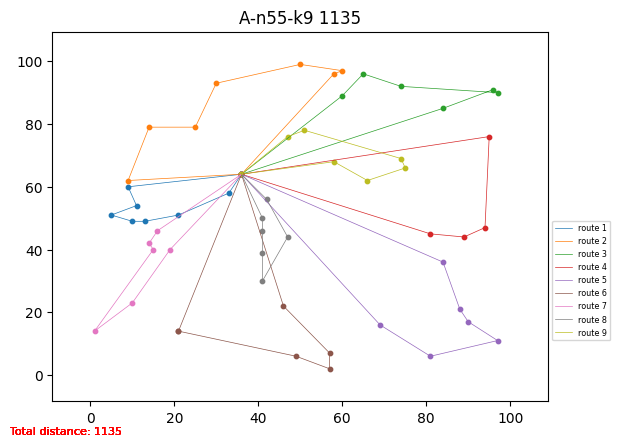 A-n55-k9 1135
100
80
60
40
20
0
0 20 40 60 80 100
route 1
route 2
route 3
route 4
route 5
route 6
route 7
route 8
route 9
Total distance: 1135